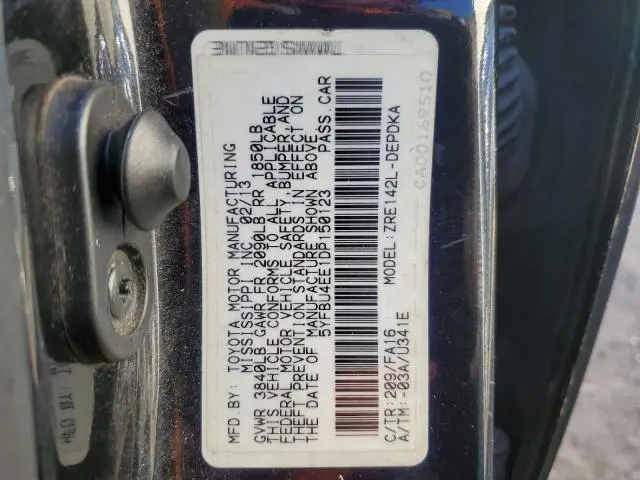 MFD BY: TOYOTA MOTOR MANUFACTURING
MISSISSIPPI INC. 02/13
GVWR 3840LB GAWR FR 2090LB RR 1850LB
THIS VEHICLE CONFORMS TO ALL APPLICABLE
FEDERAL MOTOR VEHICLE SAFETY, BUMPER, AND
THEFT PREVENTION STANDARDS IN EFFECT ON
THE DATE OF MANUFACTURE SHOWN ABOVE.
5YFBU4EE1DP150123 PASS.CAR
C/TR:209/FA16 MODEL:ZRE142L-DEPDKA
A/TM:-03A/U341E
CA00169510